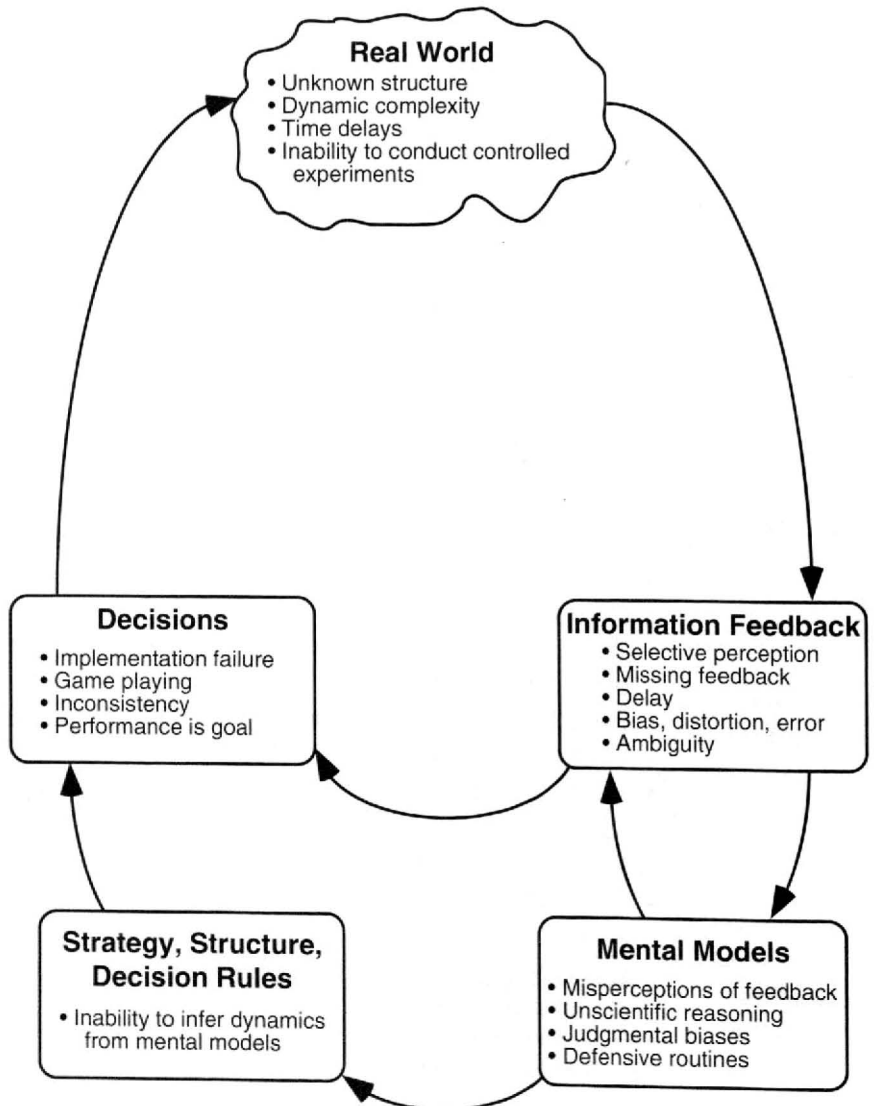 Real World
• Unknown structure
• Dynamic complexity
• Time delays
• Inability to conduct controlled
experiments
Decisions
• Implementation failure
• Game playing
• Inconsistency
• Performance is goal
Information Feedback
• Selective perception
• Missing feedback
• Delay
• Bias, distortion, error
• Ambiguity
Strategy, Structure,
Decision Rules
• Inability to infer dynamics
from mental models
Mental Models
• Misperceptions of feedback
• Unscientific reasoning
• Judgmental biases
• Defensive routines